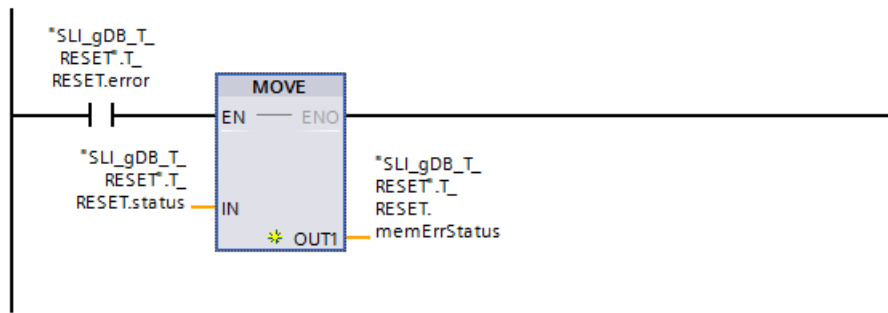 "SLI_gDB_T_
RESET".T_
RESET.error
MOVE
EN
ENO
"SLI_gDB_T_
RESET".T_
RESET.status
IN
OUT1
"SLI_gDB_T_
RESET".T_
RESET.
memErrStatus